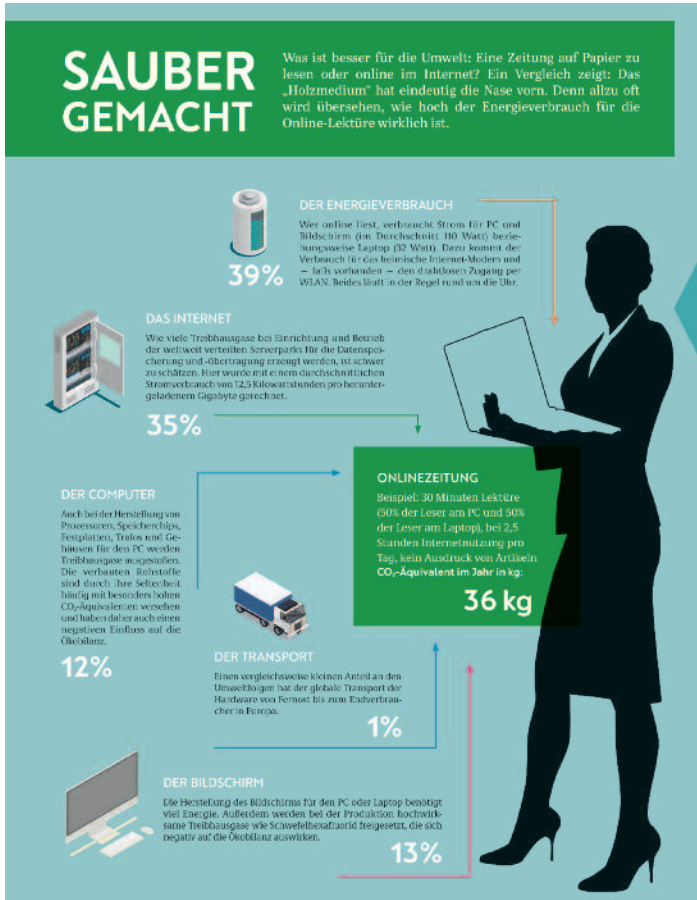 SAUBER
GEMACHT
Was ist besser für die Umwelt: Eine Zeitung auf Papier zu
lesen oder online im Internet? Ein Vergleich zeigt: Das
„Holzmedium" hat eindeutig die Nase vorn. Denn allzu oft
wird übersehen, wie hoch der Energieverbrauch für die
Online-Lektüre wirklich ist.
DER ENERGIEVERBRAUCH
Wer online liest, verbraucht Strom für PC und
Bildschirm (im Durchschnitt 110 Watt) bezie-
hungsweise Laptop (32 Watt). Dazu kommt der
Verbrauch für das heimische Internet-Modem und
– falls vorhanden – den drahtlosen Zugang per
WLAN. Beides läuft in der Regel rund um die Uhr.
39%
DAS INTERNET
Wie viele Treibhausgase bei Einrichtung und Betrieb
der weltweit verteilten Serverparks für die Datenspei-
cherung und -übertragung erzeugt werden, ist schwer
zu schätzen. Hier wurde mit einem durchschnittlichen
Stromverbrauch von 12,5 Kilowattstunden pro herunter-
geladenem Gigabyte gerechnet.
35%
DER COMPUTER
Auch bei der Herstellung von
Prozessoren, Speicherchips,
Festplatten, Trafos und Ge-
häusen für den PC werden
Treibhausgase ausgestoßen.
Die verbauten Rohstoffe
sind durch ihre Seltenheit
häufig mit besonders hohen
CO₂-Äquivalenten versehen
und haben daher auch einen
negativen Einfluss auf die
Ökobilanz.
12%
ONLINEZEITUNG
Beispiel: 30 Minuten Lektüre
(50% der Leser am PC und 50%
der Leser am Laptop), bei 2,5
Stunden Internetnutzung pro
Tag, kein Ausdruck von Artikeln
CO₂-Äquivalent im Jahr in kg:
36 kg
DER TRANSPORT
Einen vergleichsweise kleinen Anteil an den
Umweltfolgen hat der globale Transport der
Hardware von Fernost bis zum Endverbrau-
cher in Europa.
1%
DER BILDSCHIRM
Die Herstellung des Bildschirms für den PC oder Laptop benötigt
viel Energie. Außerdem werden bei der Produktion hochwirk-
same Treibhausgase wie Schwefelhexafluorid freigesetzt, die sich
negativ auf die Ökobilanz auswirken.
13%